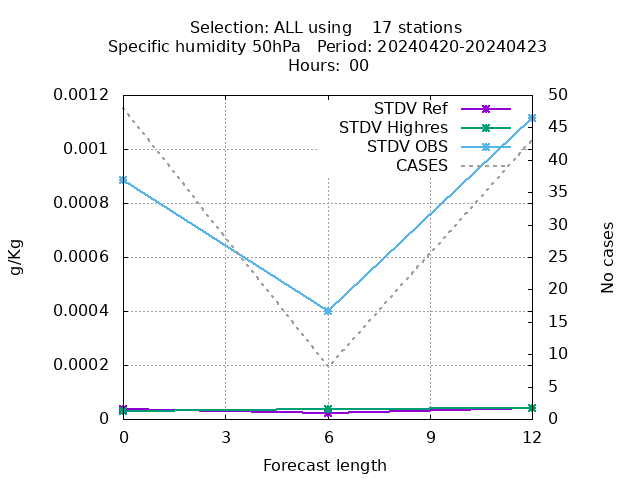 Selection: ALL using    17 stations
Specific humidity 50hPa   Period: 20240420-20240423
Hours:  00
STDV Ref
STDV Highres
STDV OBS
CASES
0.0012
0.001
0.0008
0.0006
0.0004
0.0002
0
g/Kg
50
45
40
35
30
25
20
15
10
5
0
No cases
0 3 6 9 12
Forecast length